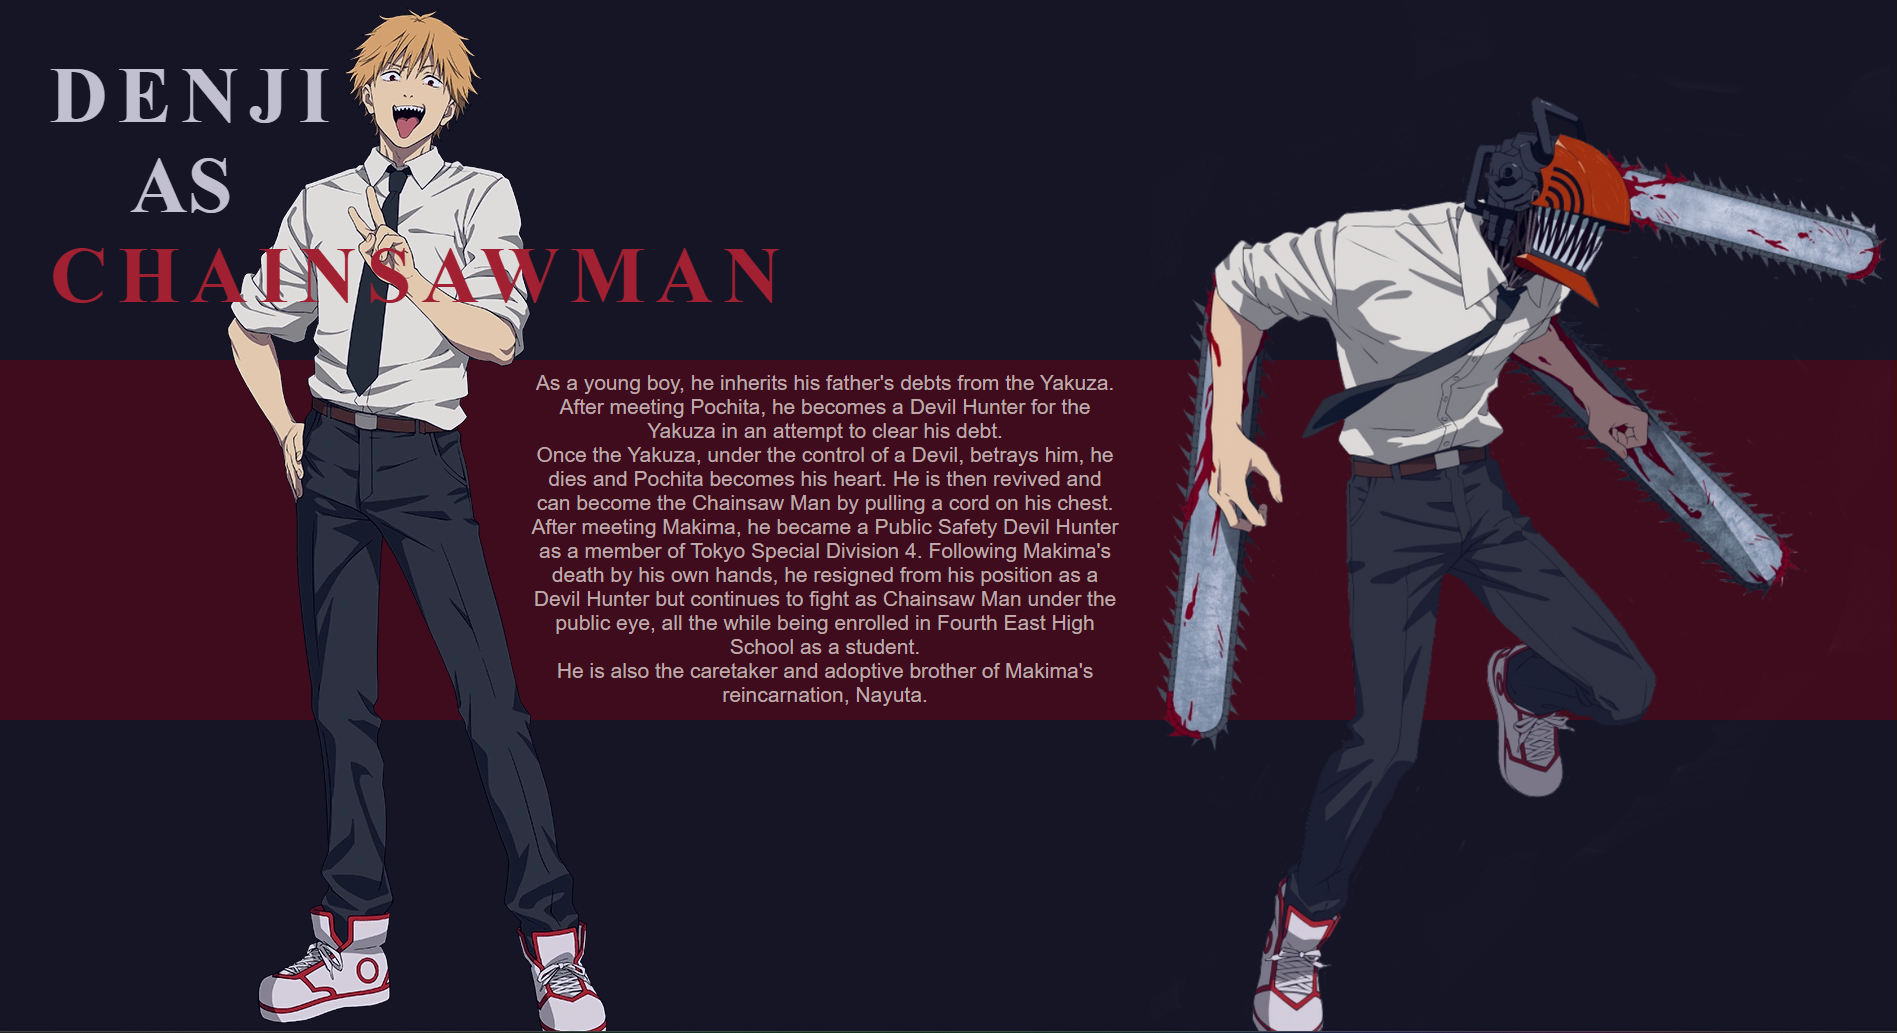 DENJI
AS
CHAINSAWMAN
As a young boy, he inherits his father's debts from the Yakuza.
After meeting Pochita, he becomes a Devil Hunter for the
Yakuza in an attempt to clear his debt.
Once the Yakuza, under the control of a Devil, betrays him, he
dies and Pochita becomes his heart. He is then revived and
can become the Chainsaw Man by pulling a cord on his chest.
After meeting Makima, he became a Public Safety Devil Hunter
as a member of Tokyo Special Division 4. Following Makima's
death by his own hands, he resigned from his position as a
Devil Hunter but continues to fight as Chainsaw Man under the
public eye, all the while being enrolled in Fourth East High
School as a student.
He is also the caretaker and adoptive brother of Makima's
reincarnation, Nayuta.